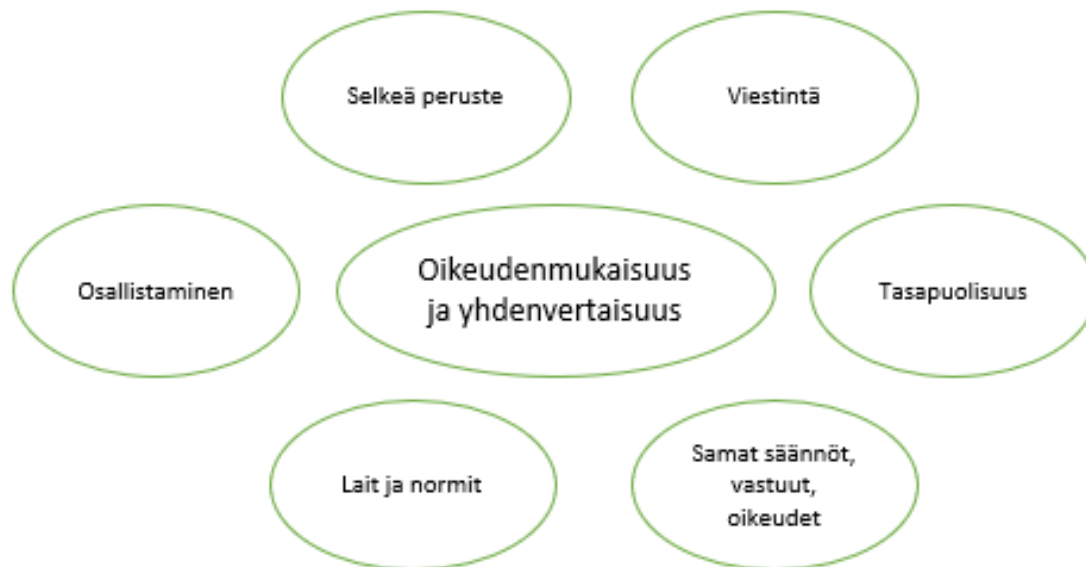 Selkeä peruste
Viestintä
Osallistaminen
Oikeudenmukaisuus
ja yhdenvertaisuus
Tasapuolisuus
Lait ja normit
Samat säännöt,
vastuut,
oikeudet